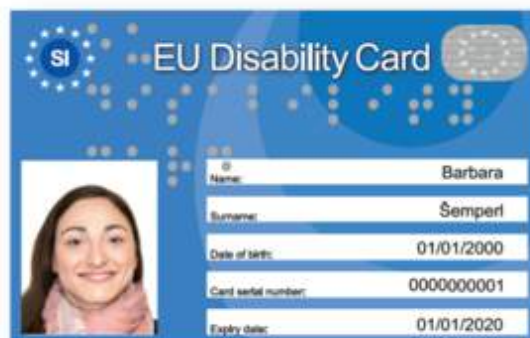 SI
EU Disability Card
Name: Barbara
Surname: Šemperl
Date of birth: 01/01/2000
Card serial number: 0000000001
Expiry date: 01/01/2020